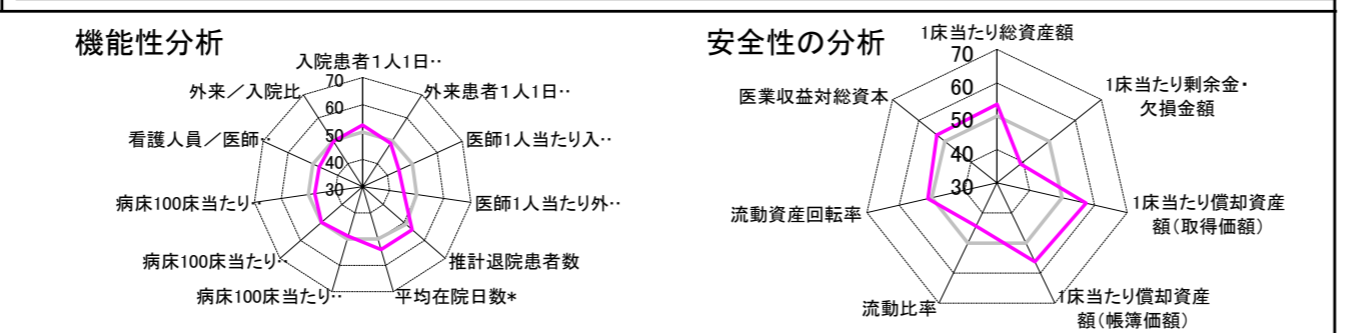 機能性分析
入院患者1人1日‥
外来/入院比
外来患者1人1日‥
看護人員/医師‥
医師1人当たり入‥
病床100床当たり‥
医師1人当たり外‥
病床100床当たり‥
推計退院患者数
病床100床当たり‥
平均在院日数*
70
60
50
40
30
安全性の分析
1床当たり総資産額
医業収益対総資本
1床当たり剰余金・
欠損金額
流動資産回転率
1床当たり償却資産
額(取得価額)
流動比率
1床当たり償却資産
額(帳簿価額)
70
60
50
40
30